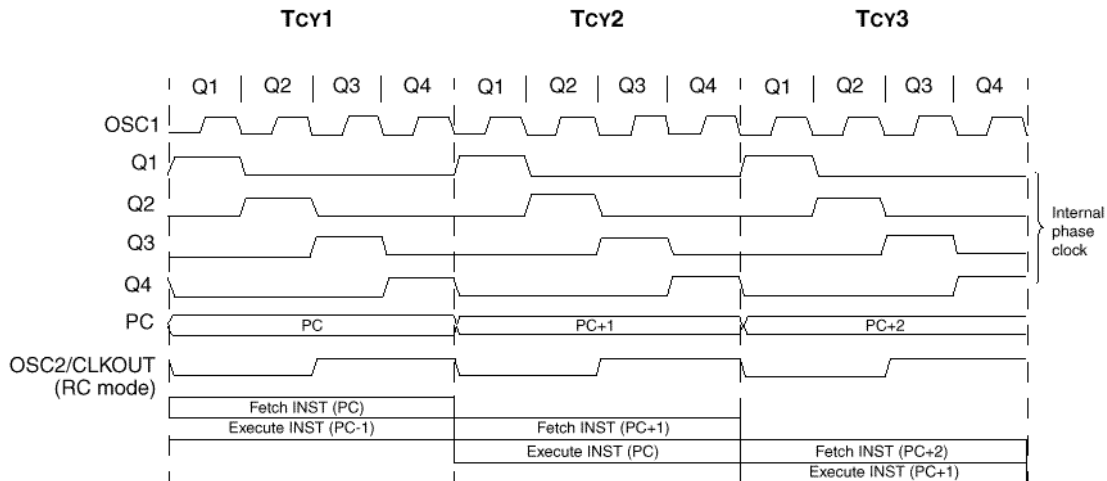 TCY1 TCY2 TCY3
Q1 Q2 Q3 Q4 Q1 Q2 Q3 Q4 Q1 Q2 Q3 Q4
OSC1
Q1
Q2
Q3
Q4
Internal
phase
clock
PC PC PC+1 PC+2
OSC2/CLKOUT
(RC mode)
Fetch INST (PC)
Execute INST (PC-1) Fetch INST (PC+1)
Execute INST (PC) Fetch INST (PC+2)
Execute INST (PC+1)